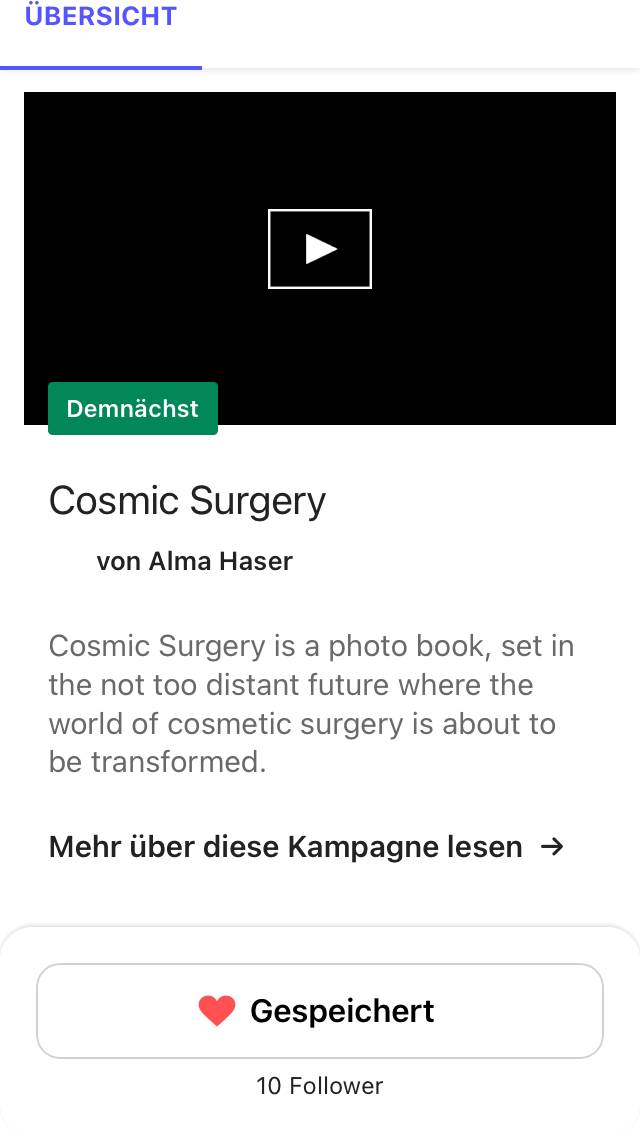 ÜBERSICHT
Demnächst
Cosmic Surgery
von Alma Haser
Cosmic Surgery is a photo book, set in
the not too distant future where the
world of cosmetic surgery is about to
be transformed.
Mehr über diese Kampagne lesen →
Gespeichert
10 Follower